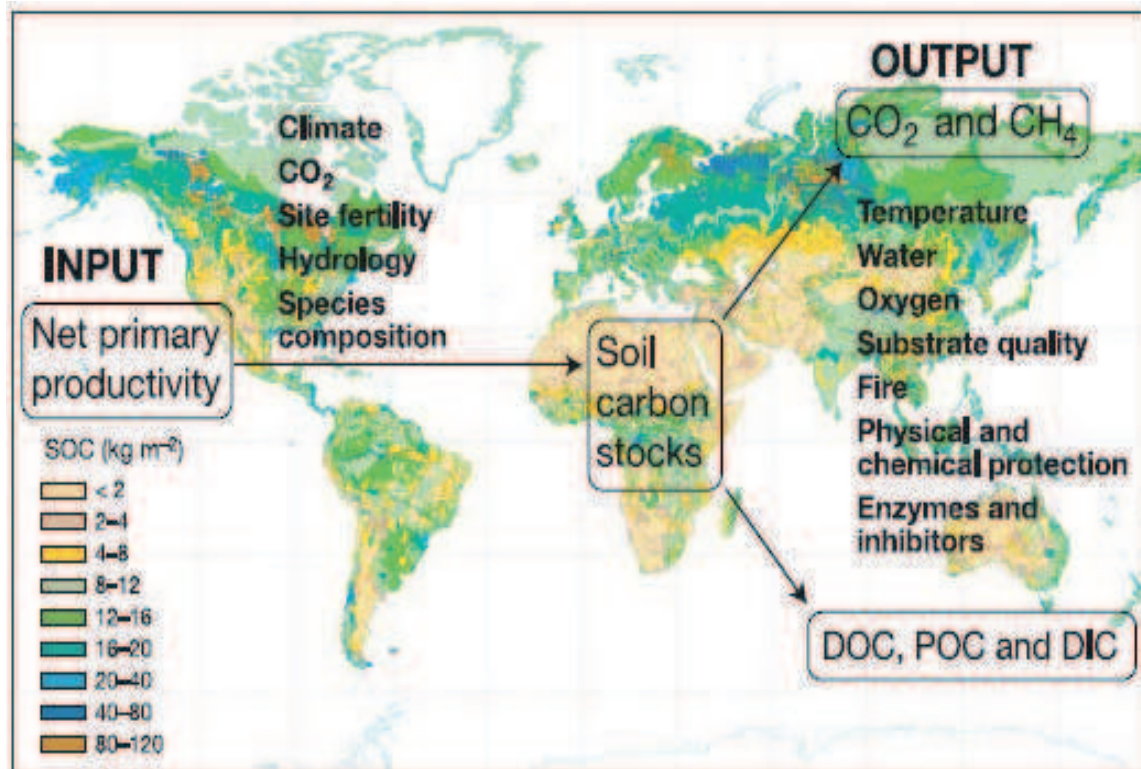 INPUT
Net primary
productivity
Climate
CO₂
Site fertility
Hydrology
Species
composition
Soil
carbon
stocks
OUTPUT
CO₂ and CH₄
Temperature
Water
Oxygen
Substrate quality
Fire
Physical and
chemical protection
Enzymes and
inhibitors
DOC, POC and DIC
SOC (kg m⁻²)
< 2
2–4
4–8
8–12
12–16
16–20
20–40
40–80
80–120